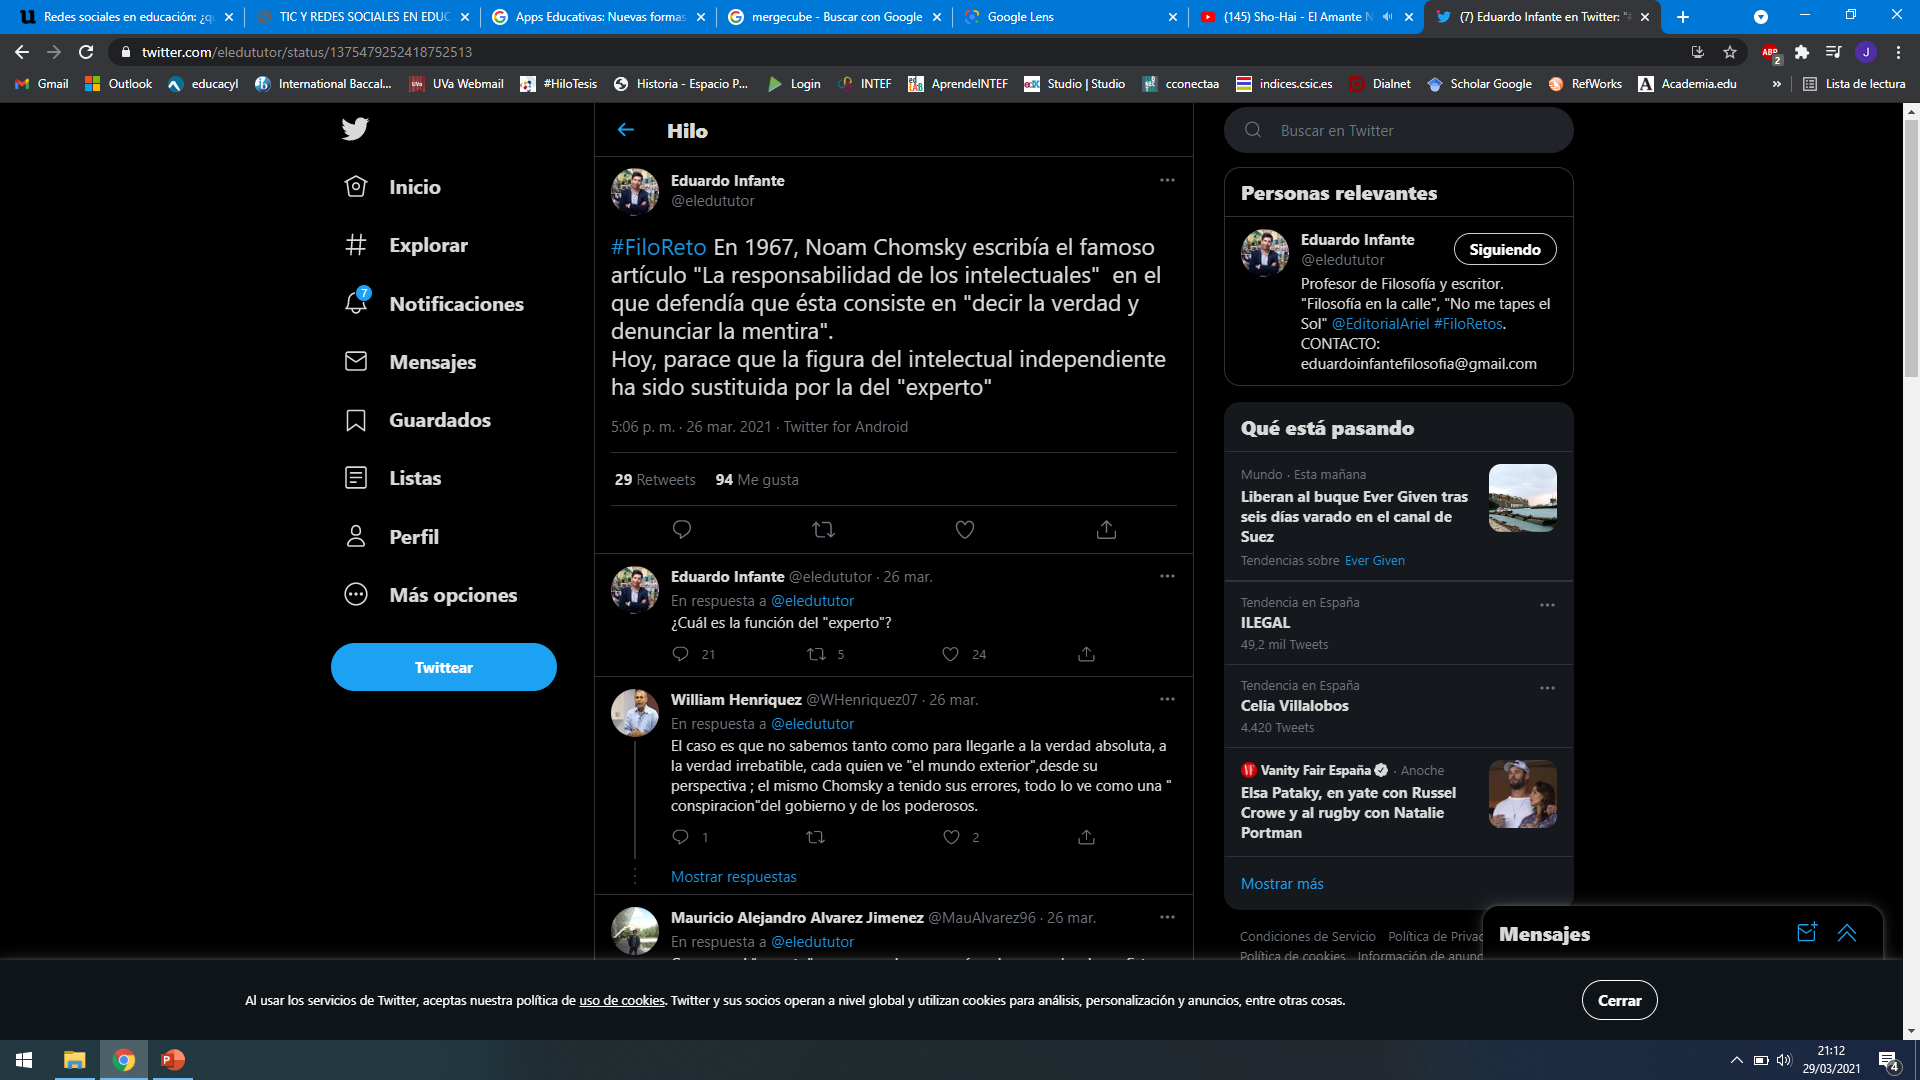 Redes sociales en educación: ¿qu
TIC Y REDES SOCIALES EN EDUC
Apps Educativas: Nuevas formas
mergecube - Buscar con Google
Google Lens
(145) Sho-Hai - El Amante N
(7) Eduardo Infante en Twitter: "
twitter.com/eledututor/status/1375479252418752513
ABP
2
J
Gmail
Outlook
educacyl
International Baccal...
UVa Webmail
#HiloTesis
Historia - Espacio P...
Login
INTEF
AprendeINTEF
Studio | Studio
cconectaa
indices.csic.es
Dialnet
Scholar Google
RefWorks
Academia.edu
»
Lista de lectura
Inicio
Explorar
7
Notificaciones
Mensajes
Guardados
Listas
Perfil
Más opciones
Twittear
Hilo
Eduardo Infante
@eledututor
#FiloReto En 1967, Noam Chomsky escribía el famoso
artículo "La responsabilidad de los intelectuales"  en el
que defendía que ésta consiste en "decir la verdad y
denunciar la mentira".
Hoy, parace que la figura del intelectual independiente
ha sido sustituida por la del "experto"
5:06 p. m. · 26 mar. 2021 · Twitter for Android
29 Retweets 94 Me gusta
Eduardo Infante @eledututor · 26 mar.
En respuesta a @eledututor
¿Cuál es la función del "experto"?
21 5 24
William Henriquez @WHenriquez07 · 26 mar.
En respuesta a @eledututor
El caso es que no sabemos tanto como para llegarle a la verdad absoluta, a
la verdad irrebatible, cada quien ve "el mundo exterior",desde su
perspectiva ; el mismo Chomsky a tenido sus errores, todo lo ve como una "
conspiracion"del gobierno y de los poderosos.
1 2
Mostrar respuestas
Mauricio Alejandro Alvarez Jimenez @MauAlvarez96 · 26 mar.
En respuesta a @eledututor
Buscar en Twitter
Personas relevantes
Eduardo Infante
@eledututor
Siguiendo
Profesor de Filosofía y escritor.
"Filosofía en la calle", "No me tapes el
Sol" @EditorialAriel #FiloRetos.
CONTACTO:
eduardoinfantefilosofia@gmail.com
Qué está pasando
Mundo · Esta mañana
Liberan al buque Ever Given tras
seis días varado en el canal de
Suez
Tendencias sobre Ever Given
Tendencia en España
ILEGAL
49,2 mil Tweets
Tendencia en España
Celia Villalobos
4.420 Tweets
Vanity Fair España · Anoche
Elsa Pataky, en yate con Russel
Crowe y al rugby con Natalie
Portman
Mostrar más
Condiciones de Servicio Política de Privac
Política de cookies Información de anunc
Mensajes
Al usar los servicios de Twitter, aceptas nuestra política de uso de cookies. Twitter y sus socios operan a nivel global y utilizan cookies para análisis, personalización y anuncios, entre otras cosas.
Cerrar
21:12
29/03/2021
4